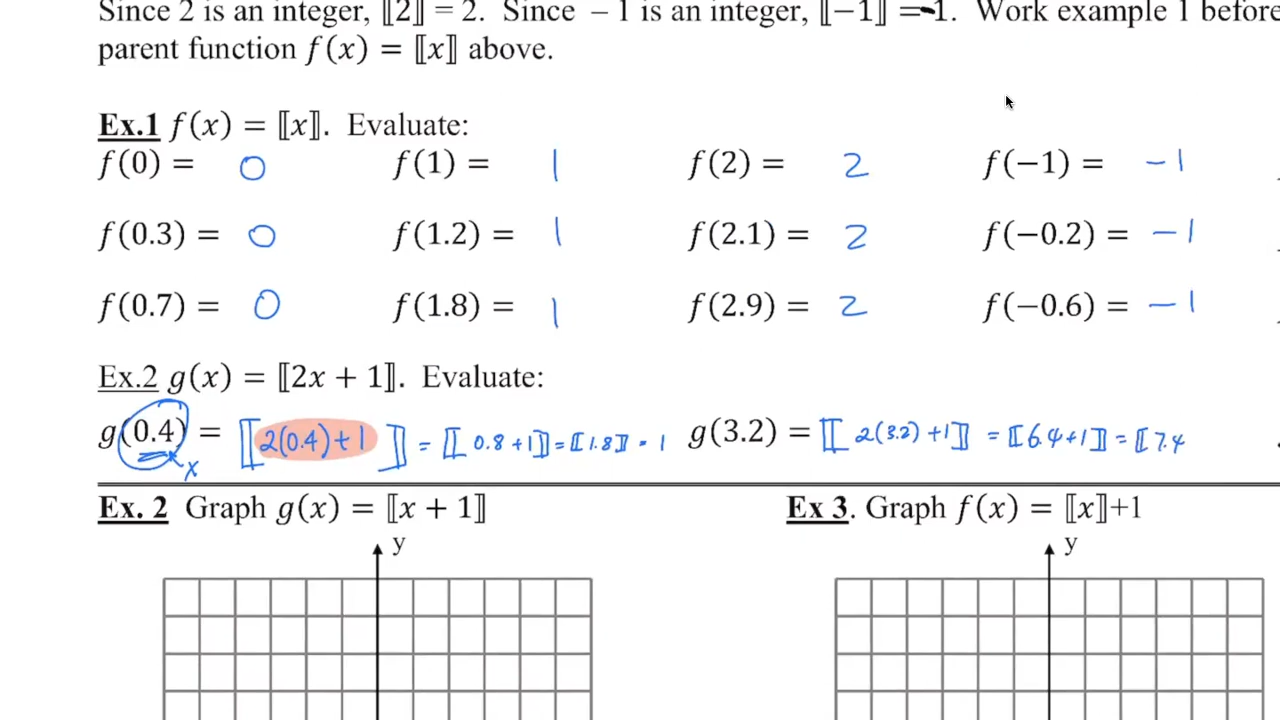 Since 2 is an integer, ⟦2⟧ = 2. Since – 1 is an integer, ⟦−1⟧ = -1. Work example 1 before
parent function f(x) = ⟦x⟧ above.
Ex.1 f(x) = ⟦x⟧. Evaluate:
f(0) = 0 f(1) = 1 f(2) = 2 f(−1) = −1
f(0.3) = 0 f(1.2) = 1 f(2.1) = 2 f(−0.2) = −1
f(0.7) = 0 f(1.8) = 1 f(2.9) = 2 f(−0.6) = −1
Ex.2 g(x) = ⟦2x + 1⟧. Evaluate:
g(0.4) = ⟦2(0.4)+1⟧ = ⟦0.8+1⟧ = ⟦1.8⟧ = 1 g(3.2) = ⟦2(3.2)+1⟧ = ⟦6.4+1⟧ = ⟦7.4
x
Ex. 2 Graph g(x) = ⟦x + 1⟧ Ex 3. Graph f(x) = ⟦x⟧+1
y y